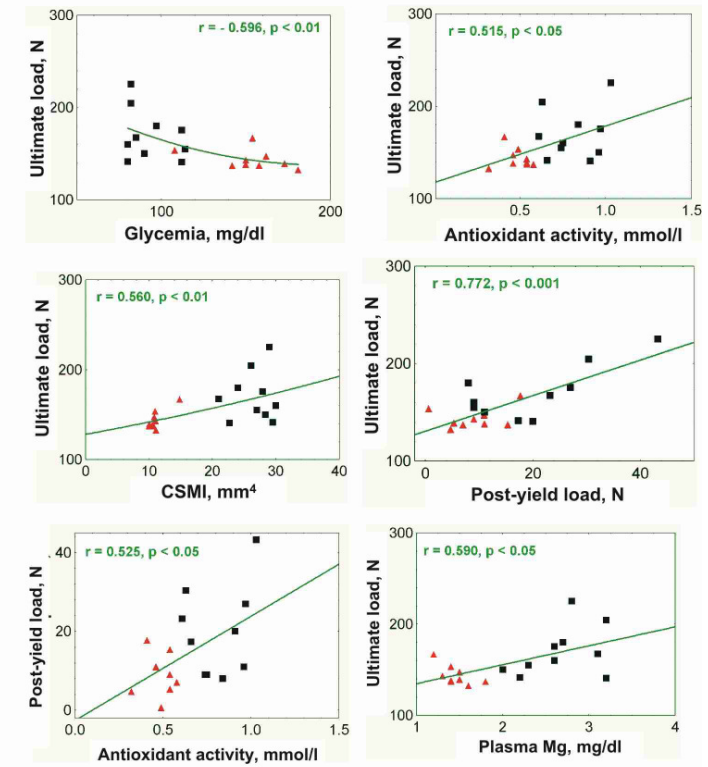 300
200
100
Ultimate load, N
r = - 0.596, p < 0.01
100
200
Glycemia, mg/dl
300
200
100
Ultimate load, N
r = 0.515, p < 0.05
0.5
1.0
1.5
Antioxidant activity, mmol/l
300
200
100
Ultimate load, N
r = 0.560, p < 0.01
0
10
20
30
40
CSMI, mm⁴
300
200
100
Ultimate load, N
r = 0.772, p < 0.001
0
20
40
Post-yield load, N
40
20
0
Post-yield load, N
r = 0.525, p < 0.05
0.0
0.5
1.0
1.5
Antioxidant activity, mmol/l
300
200
100
Ultimate load, N
r = 0.590, p < 0.05
1
2
3
4
Plasma Mg, mg/dl